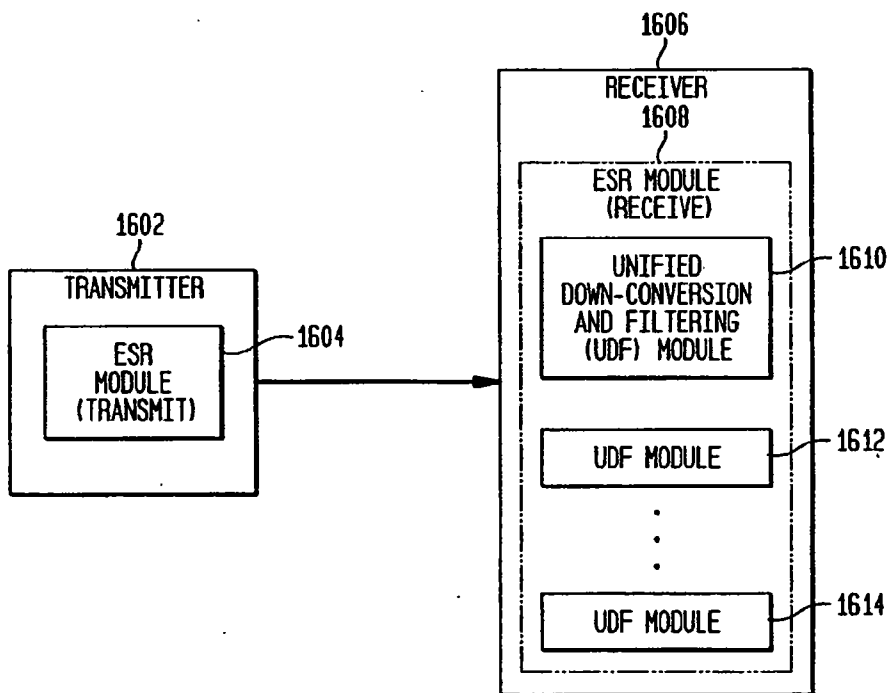 1606
RECEIVER
1608
ESR MODULE
(RECEIVE)
1602
TRANSMITTER
ESR
MODULE
(TRANSMIT)
1604
UNIFIED
DOWN-CONVERSION
AND FILTERING
(UDF) MODULE
1610
UDF MODULE
1612
UDF MODULE
1614